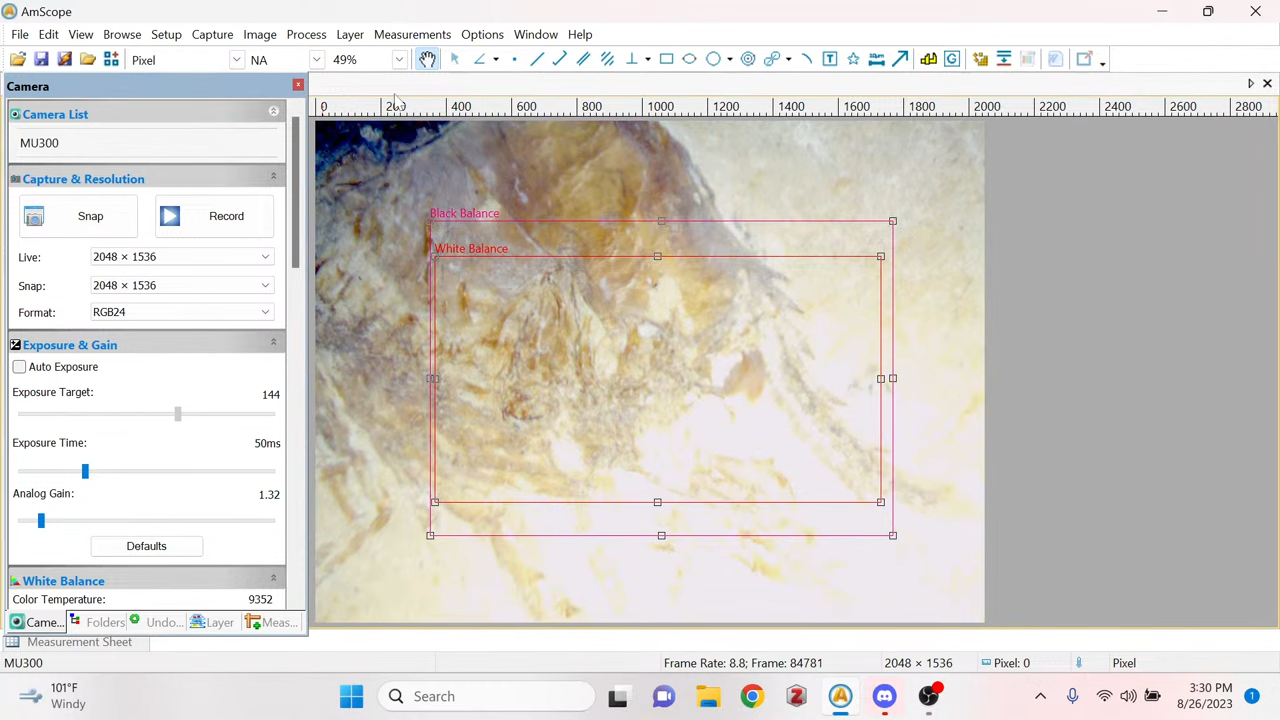 AmScope
File Edit View Browse Setup Capture Image Process Layer Measurements Options Window Help
Pixel NA 49%
Camera
0 200 400 600 800 1000 1200 1400 1600 1800 2000 2200 2400 2600 2800
Camera List
MU300
Capture & Resolution
Snap Record
Live: 2048 × 1536
Snap: 2048 × 1536
Format: RGB24
Exposure & Gain
Auto Exposure
Exposure Target: 144
Exposure Time: 50ms
Analog Gain: 1.32
Defaults
White Balance
Color Temperature: 9352
Black Balance
White Balance
Came... Folders Undo... Layer Meas...
Measurement Sheet
MU300 Frame Rate: 8.8; Frame: 84781 2048 × 1536 Pixel: 0 Pixel
101°F
Windy
Search
3:30 PM
8/26/2023
1